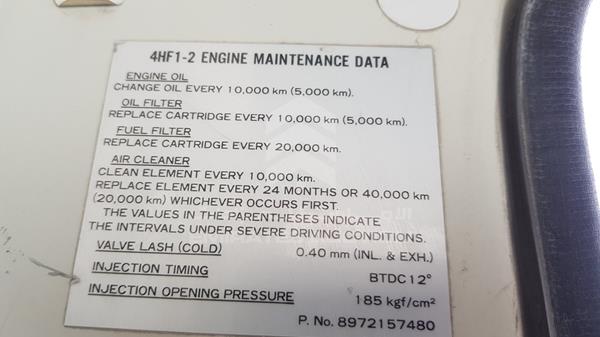 4HF1-2 ENGINE MAINTENANCE DATA
ENGINE OIL
CHANGE OIL EVERY 10,000 km (5,000 km).
OIL FILTER
REPLACE CARTRIDGE EVERY 10,000 km (5,000 km).
FUEL FILTER
REPLACE CARTRIDGE EVERY 20,000 km.
AIR CLEANER
CLEAN ELEMENT EVERY 10,000 km.
REPLACE ELEMENT EVERY 24 MONTHS OR 40,000 km
(20,000 km) WHICHEVER OCCURS FIRST.
THE VALUES IN THE PARENTHESES INDICATE
THE INTERVALS UNDER SEVERE DRIVING CONDITIONS.
VALVE LASH (COLD) 0.40 mm (INL. & EXH.)
INJECTION TIMING BTDC 12°
INJECTION OPENING PRESSURE 185 kgf/cm²
P. No. 8972157480